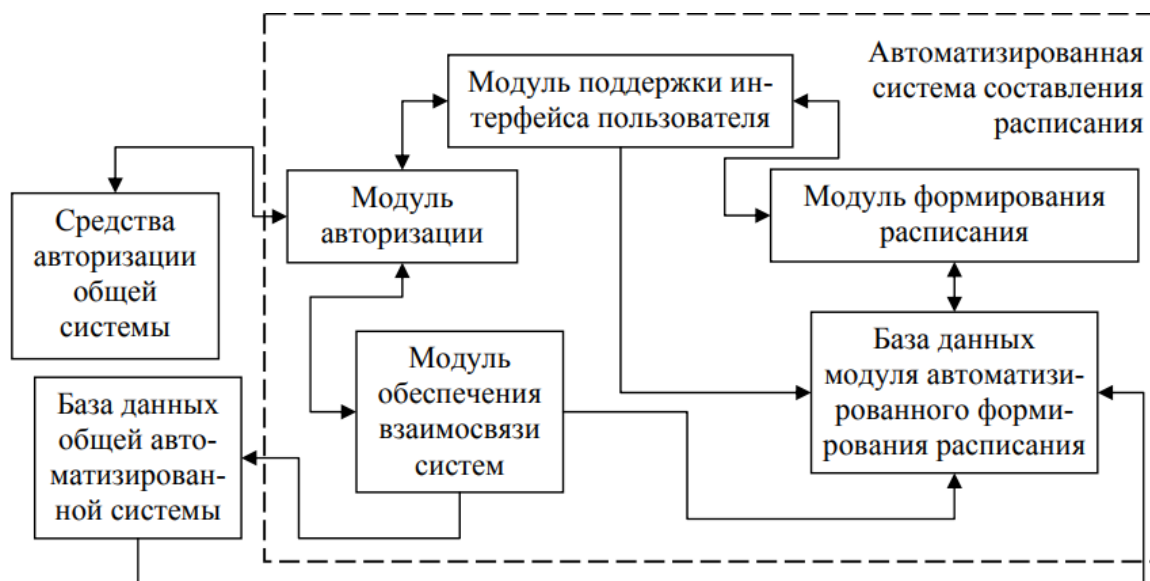 Автоматизированная
система составления
расписания
Модуль поддержки ин-
терфейса пользователя
Модуль
авторизации
Модуль формирования
расписания
Средства
авторизации
общей
системы
Модуль
обеспечения
взаимосвязи
систем
База данных
модуля автоматизи-
рованного форми-
рования расписания
База данных
общей авто-
матизирован-
ной системы